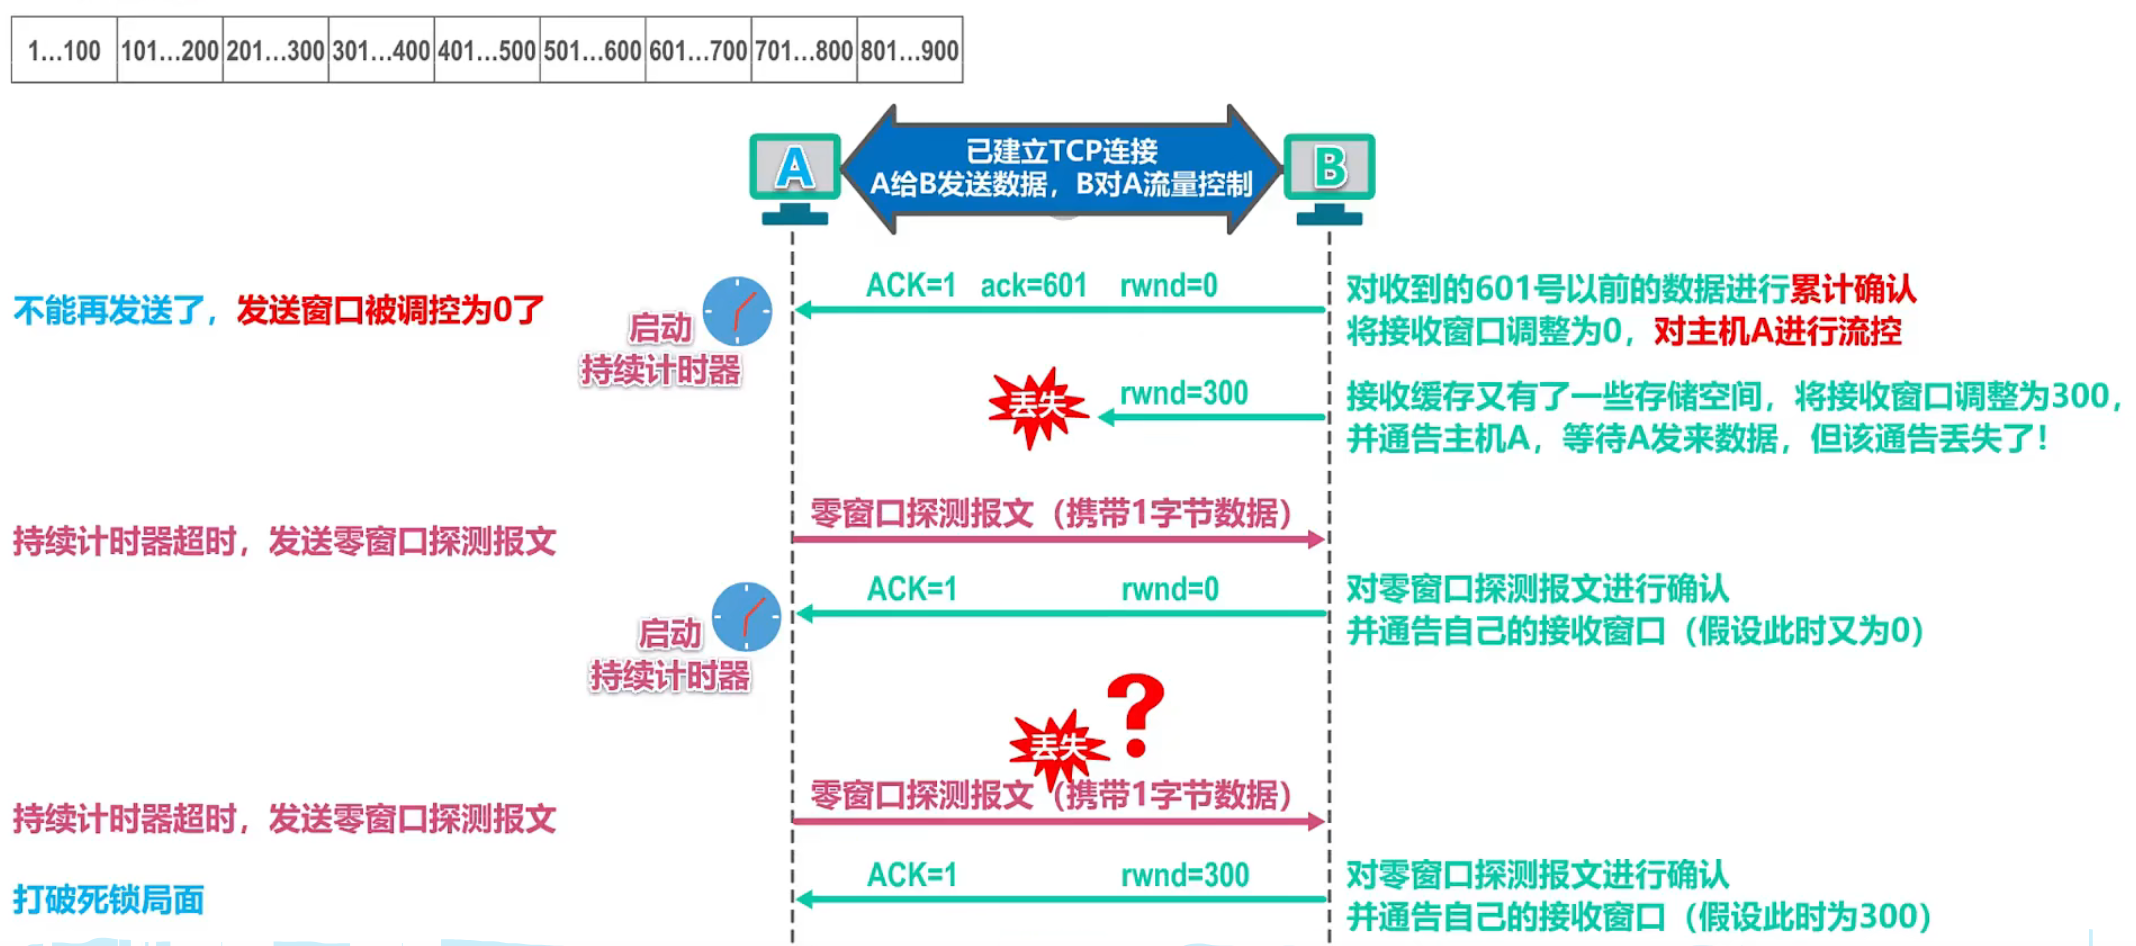 1...100 101...200 201...300 301...400 401...500 501...600 601...700 701...800 801...900
A
已建立TCP连接
A给B发送数据，B对A流量控制
B
不能再发送了，发送窗口被调控为0了
启动
持续计时器
ACK=1 ack=601 rwnd=0
对收到的601号以前的数据进行累计确认
将接收窗口调整为0，对主机A进行流控
丢失
rwnd=300
接收缓存又有了一些存储空间，将接收窗口调整为300，
并通告主机A，等待A发来数据，但该通告丢失了！
持续计时器超时，发送零窗口探测报文
零窗口探测报文（携带1字节数据）
启动
持续计时器
ACK=1 rwnd=0
对零窗口探测报文进行确认
并通告自己的接收窗口（假设此时又为0）
丢失
?
持续计时器超时，发送零窗口探测报文
零窗口探测报文（携带1字节数据）
打破死锁局面
ACK=1 rwnd=300
对零窗口探测报文进行确认
并通告自己的接收窗口（假设此时为300）